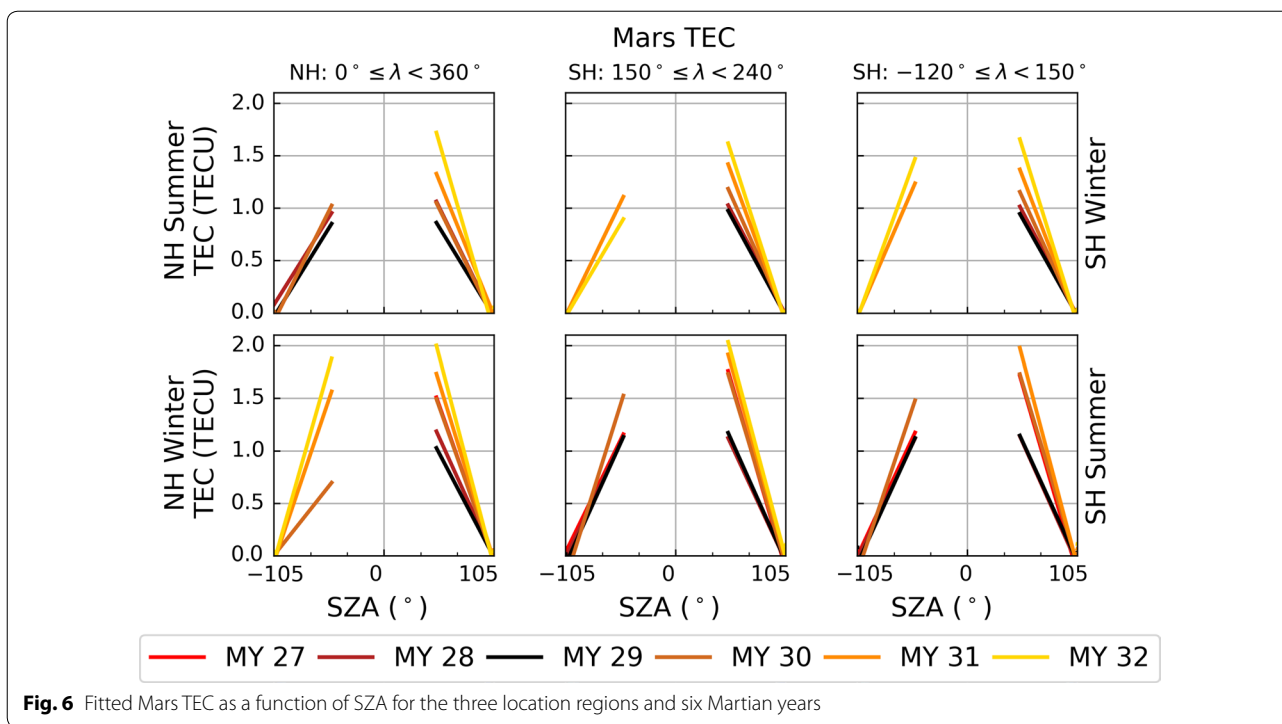 Mars TEC
NH: 0° ≤ λ < 360°
SH: 150° ≤ λ < 240°
SH: −120° ≤ λ < 150°
NH Summer
TEC (TECU)
2.0
1.5
1.0
0.5
0.0
SH Winter
NH Winter
TEC (TECU)
2.0
1.5
1.0
0.5
0.0
SH Summer
−105 0 105
−105 0 105
−105 0 105
SZA (°)
SZA (°)
SZA (°)
MY 27 MY 28 MY 29 MY 30 MY 31 MY 32
Fig. 6 Fitted Mars TEC as a function of SZA for the three location regions and six Martian years